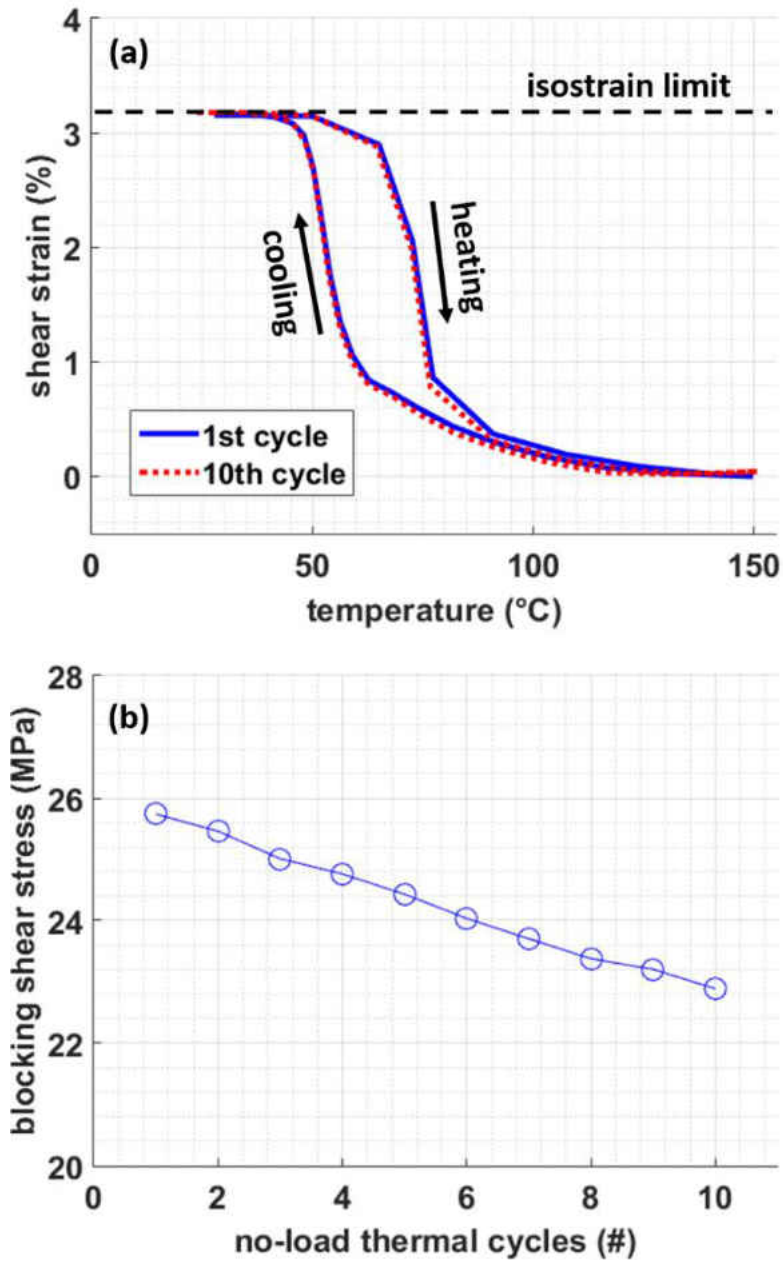 4
(a)
isostrain limit
3
2
1
0
shear strain (%)
cooling
heating
1st cycle
10th cycle
0
50
100
150
temperature (°C)
28
(b)
26
24
22
20
blocking shear stress (MPa)
0
2
4
6
8
10
no-load thermal cycles (#)